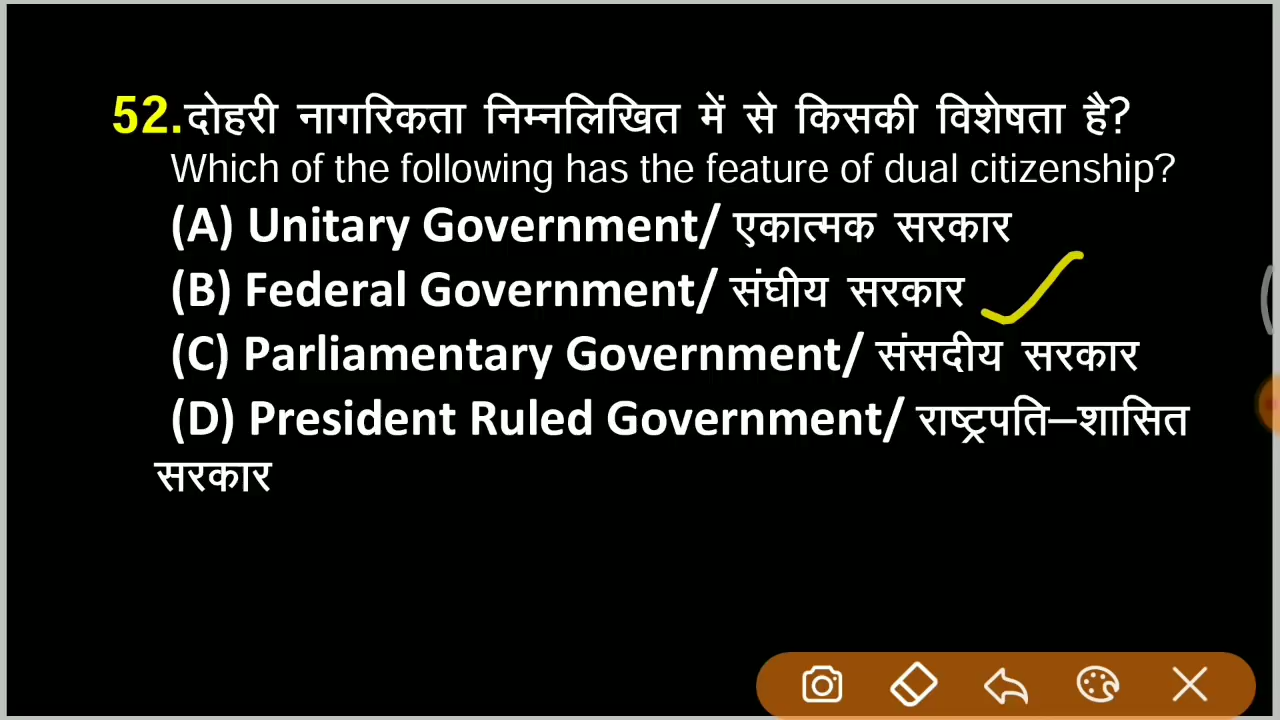 52.दोहरी नागरिकता निम्नलिखित में से किसकी विशेषता है?
Which of the following has the feature of dual citizenship?
(A) Unitary Government/ एकात्मक सरकार
(B) Federal Government/ संघीय सरकार
(C) Parliamentary Government/ संसदीय सरकार
(D) President Ruled Government/ राष्ट्रपति–शासित
सरकार